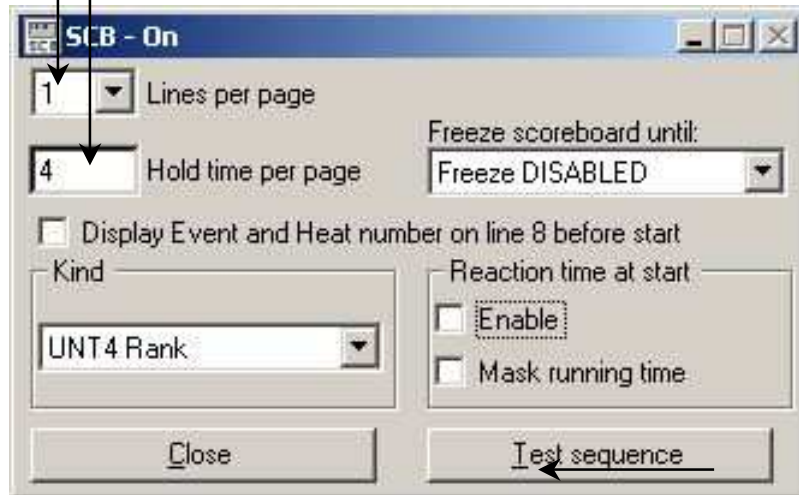 SCB - On
1 Lines per page
Freeze scoreboard until:
4 Hold time per page
Freeze DISABLED
Display Event and Heat number on line 8 before start
Kind
Reaction time at start
Enable
UNT4 Rank
Mask running time
Close
Test sequence